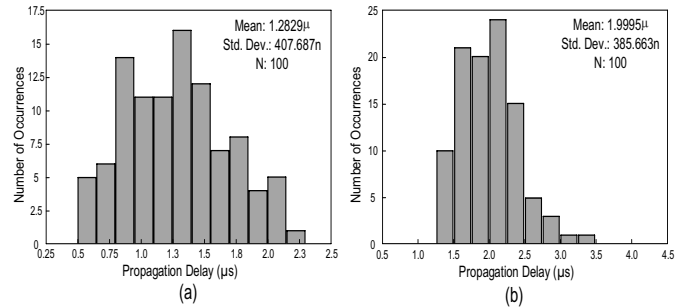 17.5
15
12.5
10
7.5
5
2.5
0
Number of Occurrences
Mean: 1.2829μ
Std. Dev.: 407.687n
N: 100
0.25 0.5 0.8 1.0 1.3 1.5 1.8 2.0 2.3 2.5
Propagation Delay (μs)
(a)
25
20
15
10
5
0
Number of Occurrences
Mean: 1.9995μ
Std. Dev.: 385.663n
N: 100
0.5 1.0 1.5 2.0 2.5 3.0 3.5 4.0 4.5
Propagation Delay (μs)
(b)